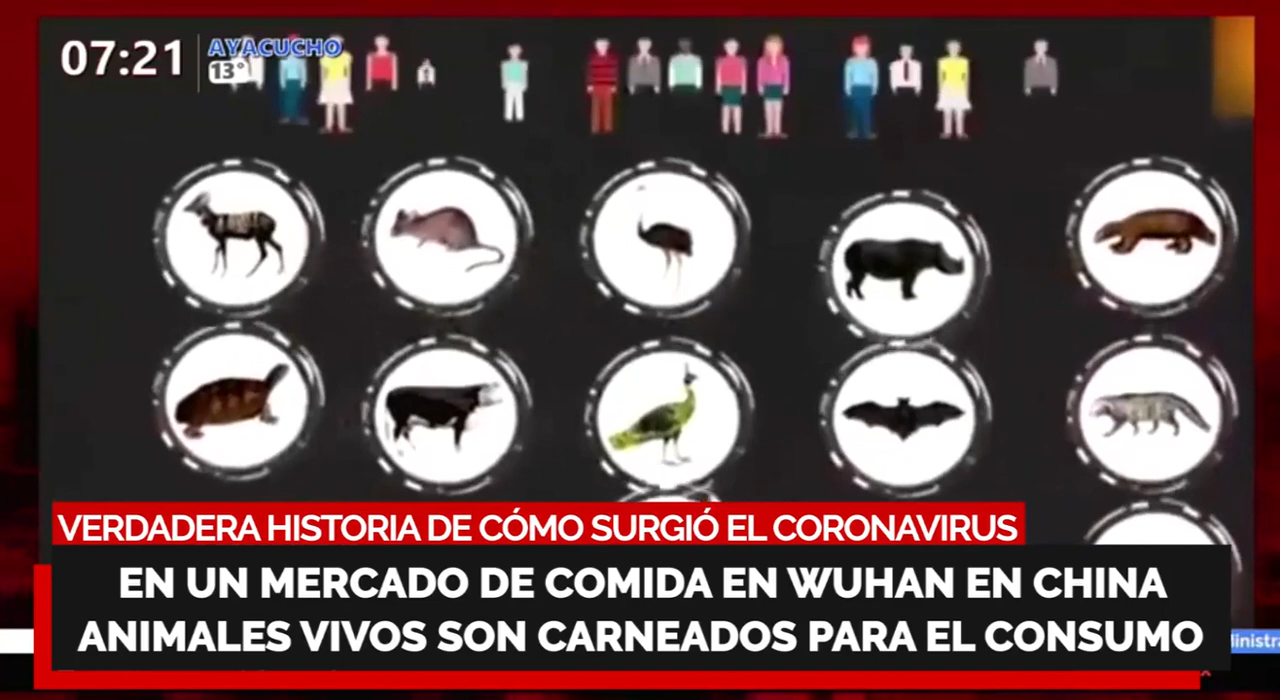 07:21
AYACUCHO
13°
VERDADERA HISTORIA DE CÓMO SURGIÓ EL CORONAVIRUS
EN UN MERCADO DE COMIDA EN WUHAN EN CHINA
ANIMALES VIVOS SON CARNEADOS PARA EL CONSUMO